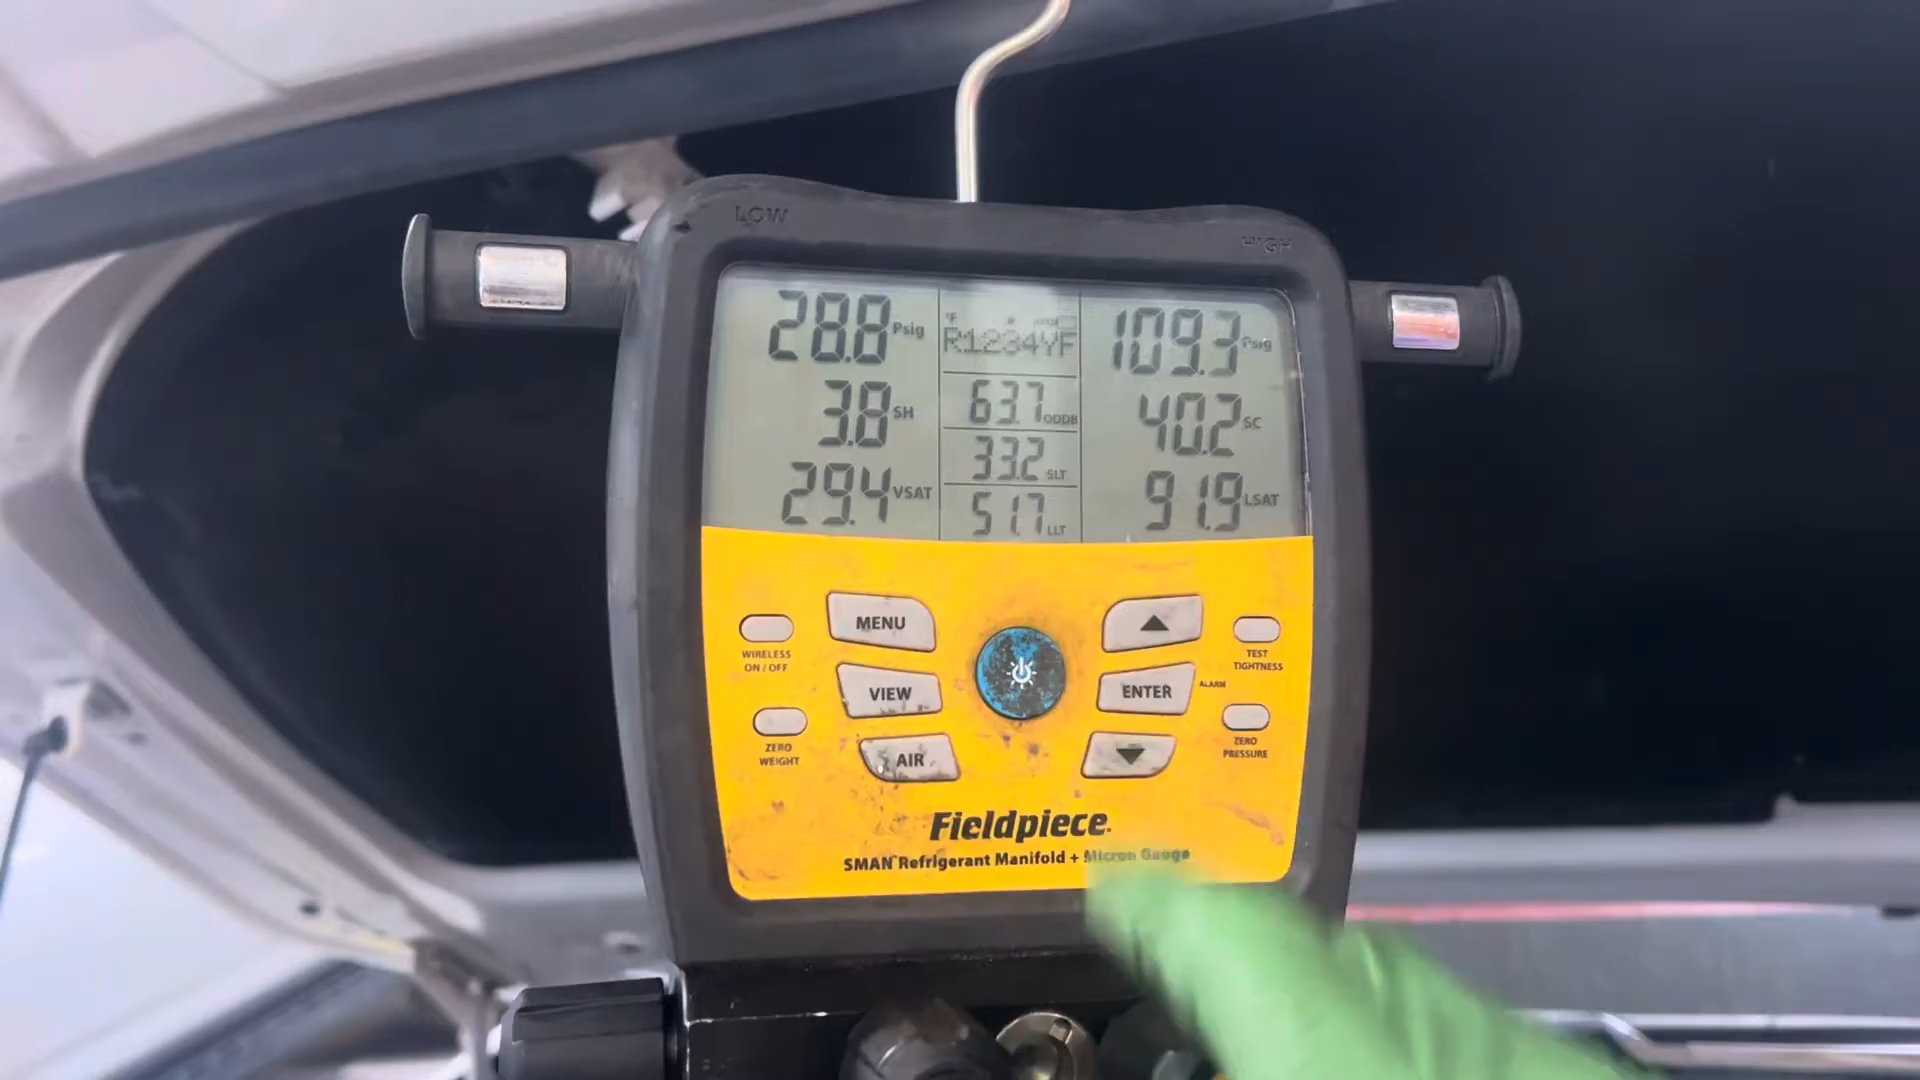 LOW
HIGH
28.8 Psig
3.8 SH
29.4 VSAT
°F
R1234YF
63.7 ODDB
33.2 SLT
51.7 LLT
109.3 Psig
40.2 SC
91.9 LSAT
MENU
WIRELESS
ON / OFF
VIEW
ZERO
WEIGHT
AIR
TEST
TIGHTNESS
ENTER
ALARM
ZERO
PRESSURE
Fieldpiece
SMAN Refrigerant Manifold + Micron Gauge